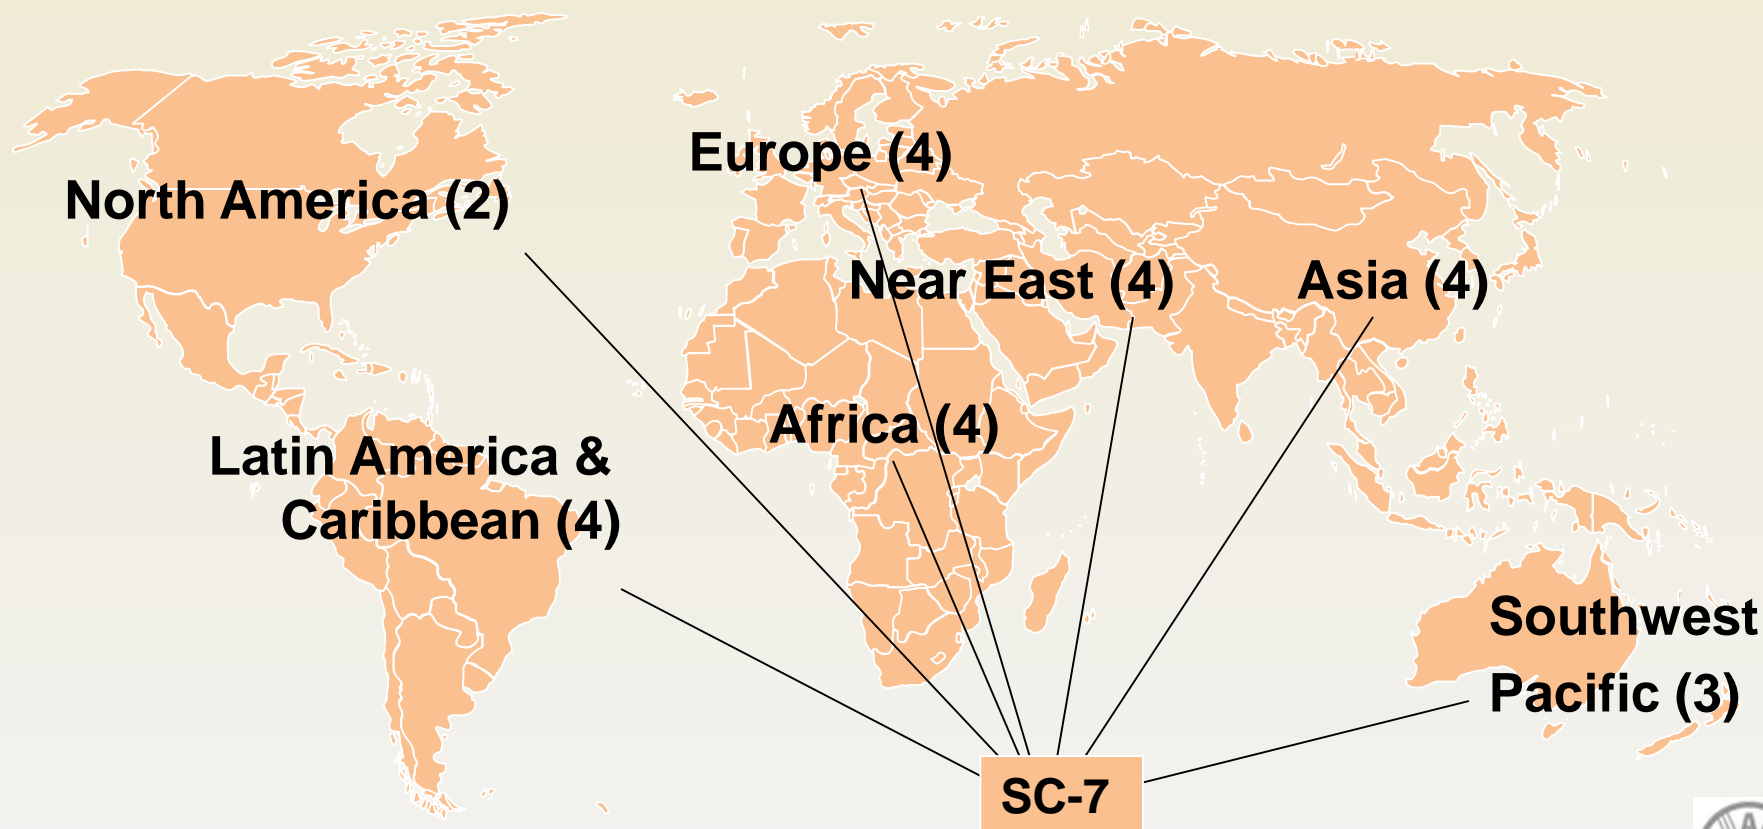 Europe (4)
North America (2)
Near East (4)
Asia (4)
Africa (4)
Latin America &
Caribbean (4)
Southwest
Pacific (3)
SC-7